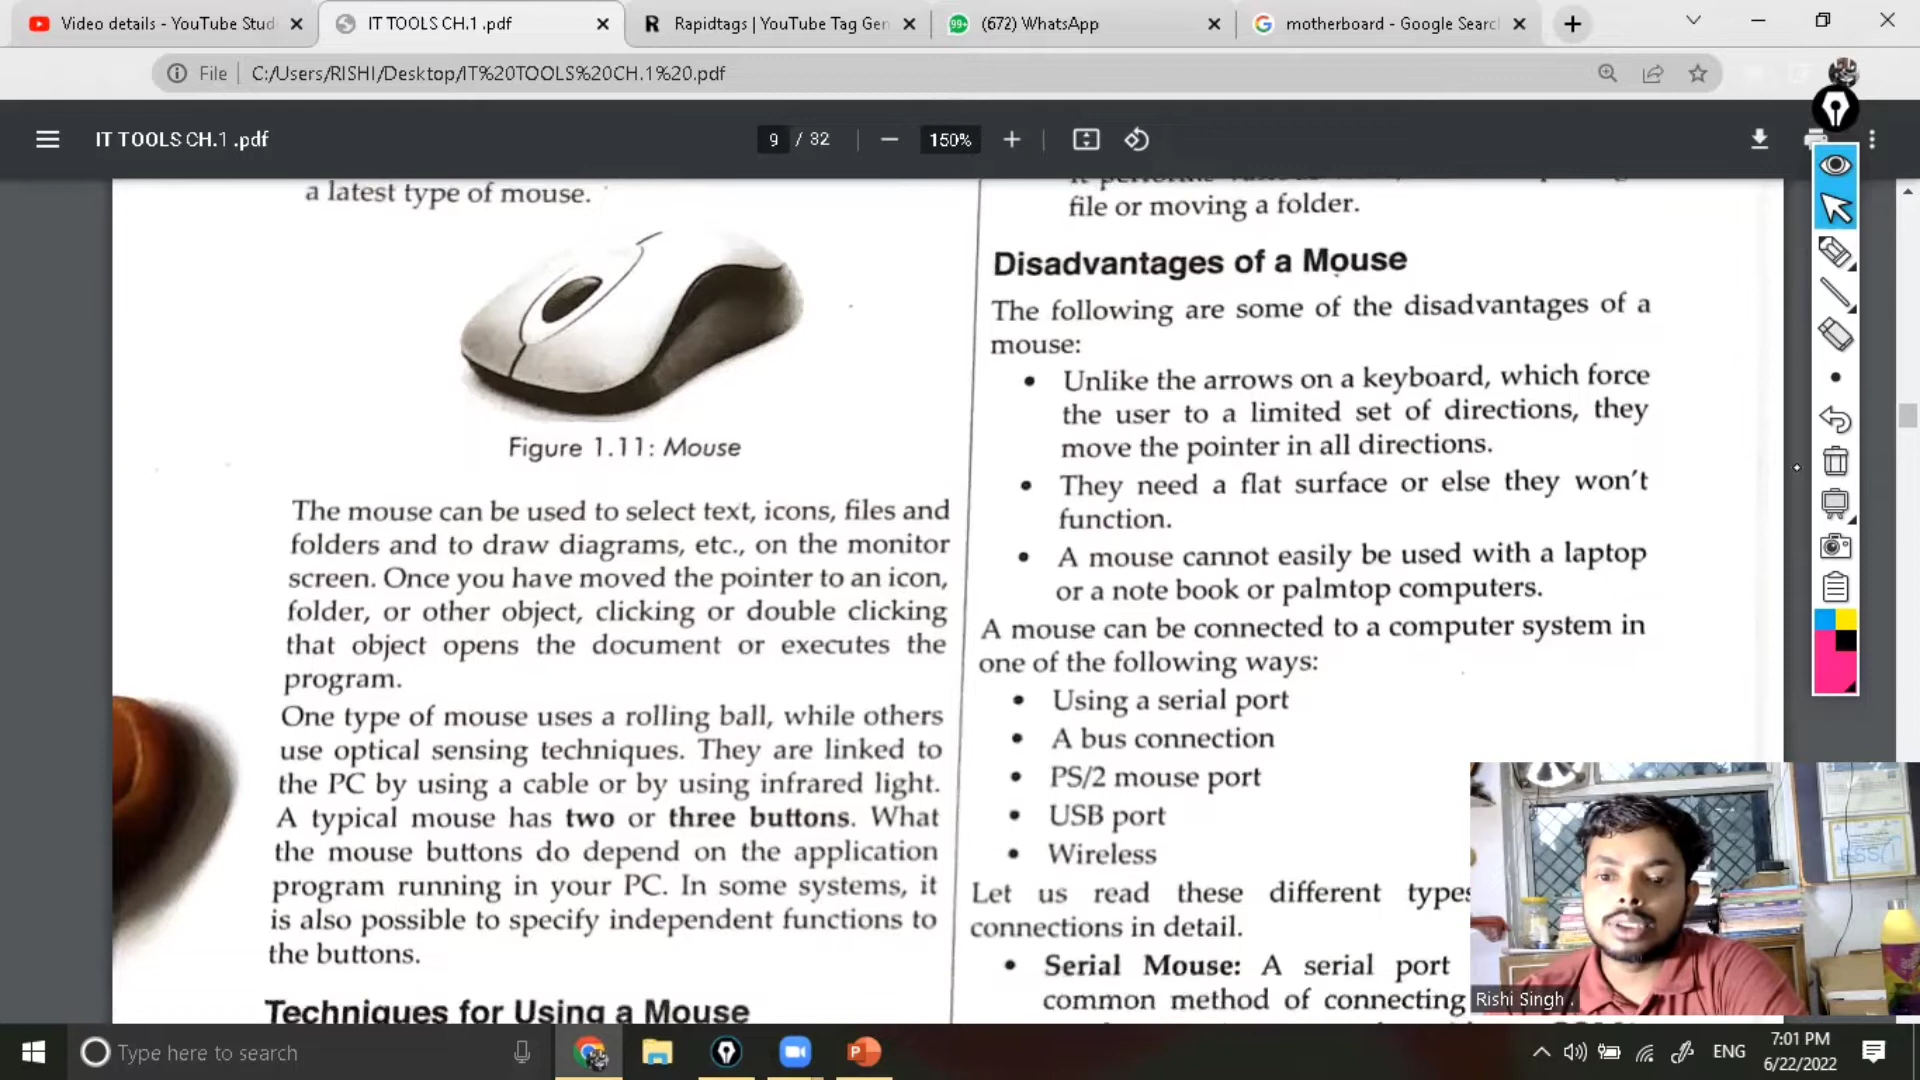 Video details - YouTube Stud
IT TOOLS CH.1 .pdf
Rapidtags | YouTube Tag Gen
99+
(672) WhatsApp
motherboard - Google Searc
File
C:/Users/RISHI/Desktop/IT%20TOOLS%20CH.1%20.pdf
IT TOOLS CH.1 .pdf
9 / 32
150%
a latest type of mouse.
Figure 1.11: Mouse
The mouse can be used to select text, icons, files and
folders and to draw diagrams, etc., on the monitor
screen. Once you have moved the pointer to an icon,
folder, or other object, clicking or double clicking
that object opens the document or executes the
program.
One type of mouse uses a rolling ball, while others
use optical sensing techniques. They are linked to
the PC by using a cable or by using infrared light.
A typical mouse has two or three buttons. What
the mouse buttons do depend on the application
program running in your PC. In some systems, it
is also possible to specify independent functions to
the buttons.
Techniques for Using a Mouse
file or moving a folder.
Disadvantages of a Mouse
The following are some of the disadvantages of a
mouse:
• Unlike the arrows on a keyboard, which force
the user to a limited set of directions, they
move the pointer in all directions.
• They need a flat surface or else they won't
function.
• A mouse cannot easily be used with a laptop
or a note book or palmtop computers.
A mouse can be connected to a computer system in
one of the following ways:
• Using a serial port
• A bus connection
• PS/2 mouse port
• USB port
• Wireless
Let us read these different types
connections in detail.
• Serial Mouse: A serial port
common method of connecting
Rishi Singh .
Type here to search
ENG
7:01 PM
6/22/2022